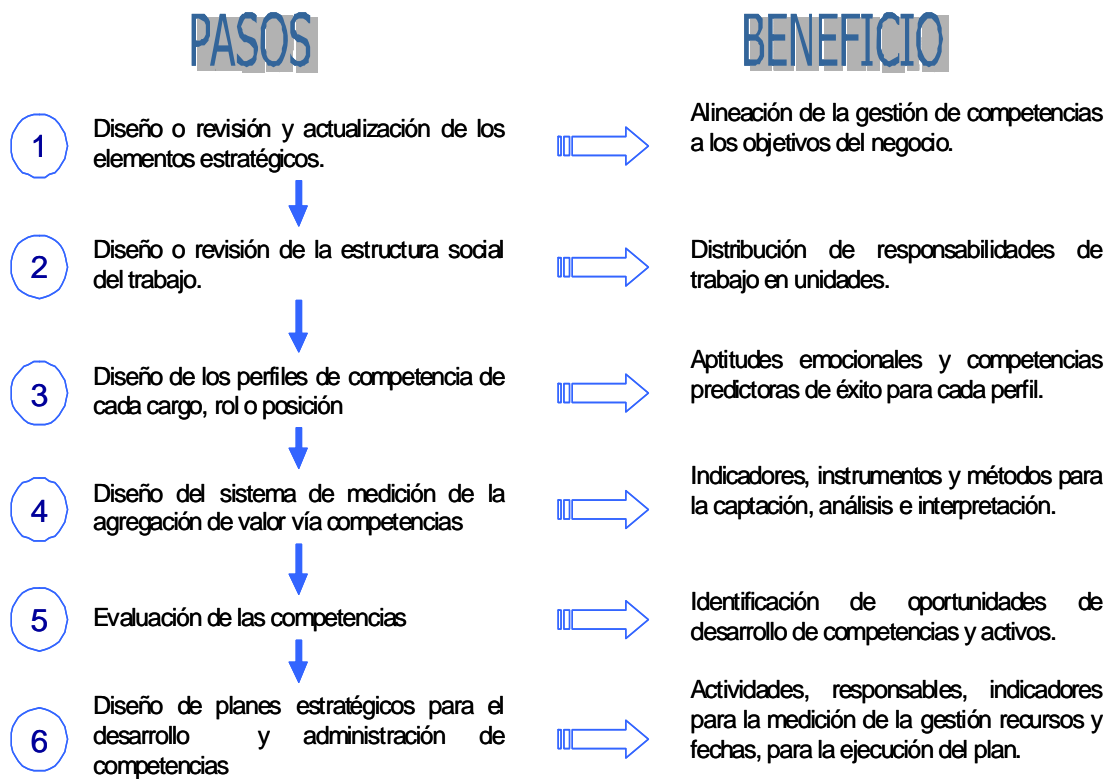 PASOS
BENEFICIO
1
Diseño o revisión y actualización de los
elementos estratégicos.
Alineación de la gestión de competencias
a los objetivos del negocio.
2
Diseño o revisión de la estructura social
del trabajo.
Distribución de responsabilidades de
trabajo en unidades.
3
Diseño de los perfiles de competencia de
cada cargo, rol o posición
Aptitudes emocionales y competencias
predictoras de éxito para cada perfil.
4
Diseño del sistema de medición de la
agregación de valor vía competencias
Indicadores, instrumentos y métodos para
la captación, análisis e interpretación.
5
Evaluación de las competencias
Identificación de oportunidades de
desarrollo de competencias y activos.
6
Diseño de planes estratégicos para el
desarrollo y administración de
competencias
Actividades, responsables, indicadores
para la medición de la gestión recursos y
fechas, para la ejecución del plan.